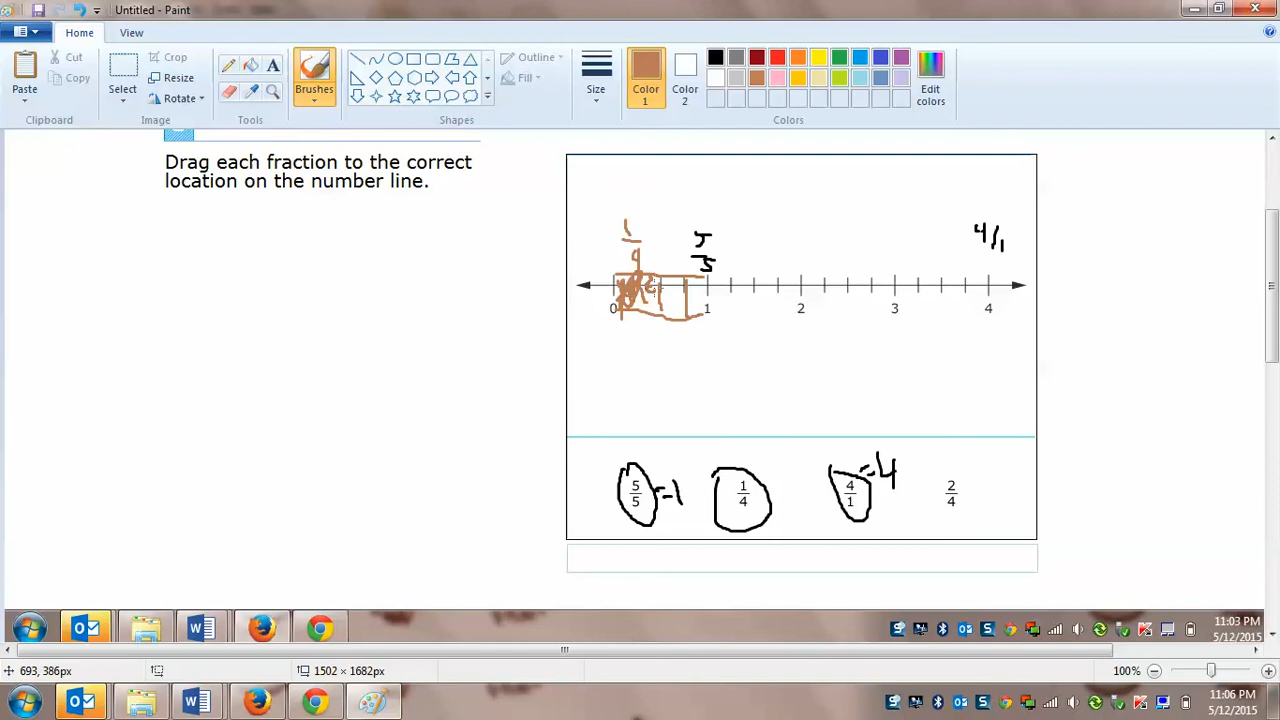 Untitled - Paint
Home View
Paste
Cut
Copy
Clipboard
Select
Crop
Resize
Rotate
Image
A
Tools
Brushes
Outline
Fill
Shapes
Size
Color 1
Color 2
Edit colors
Colors
Drag each fraction to the correct
location on the number line.
1/4
5/5
4/1
0 1 2 3 4
5/5 =1
1/4
4/1 =4
2/4
11:03 PM
5/12/2015
693, 386px
1502 × 1682px
100%
11:06 PM
5/12/2015